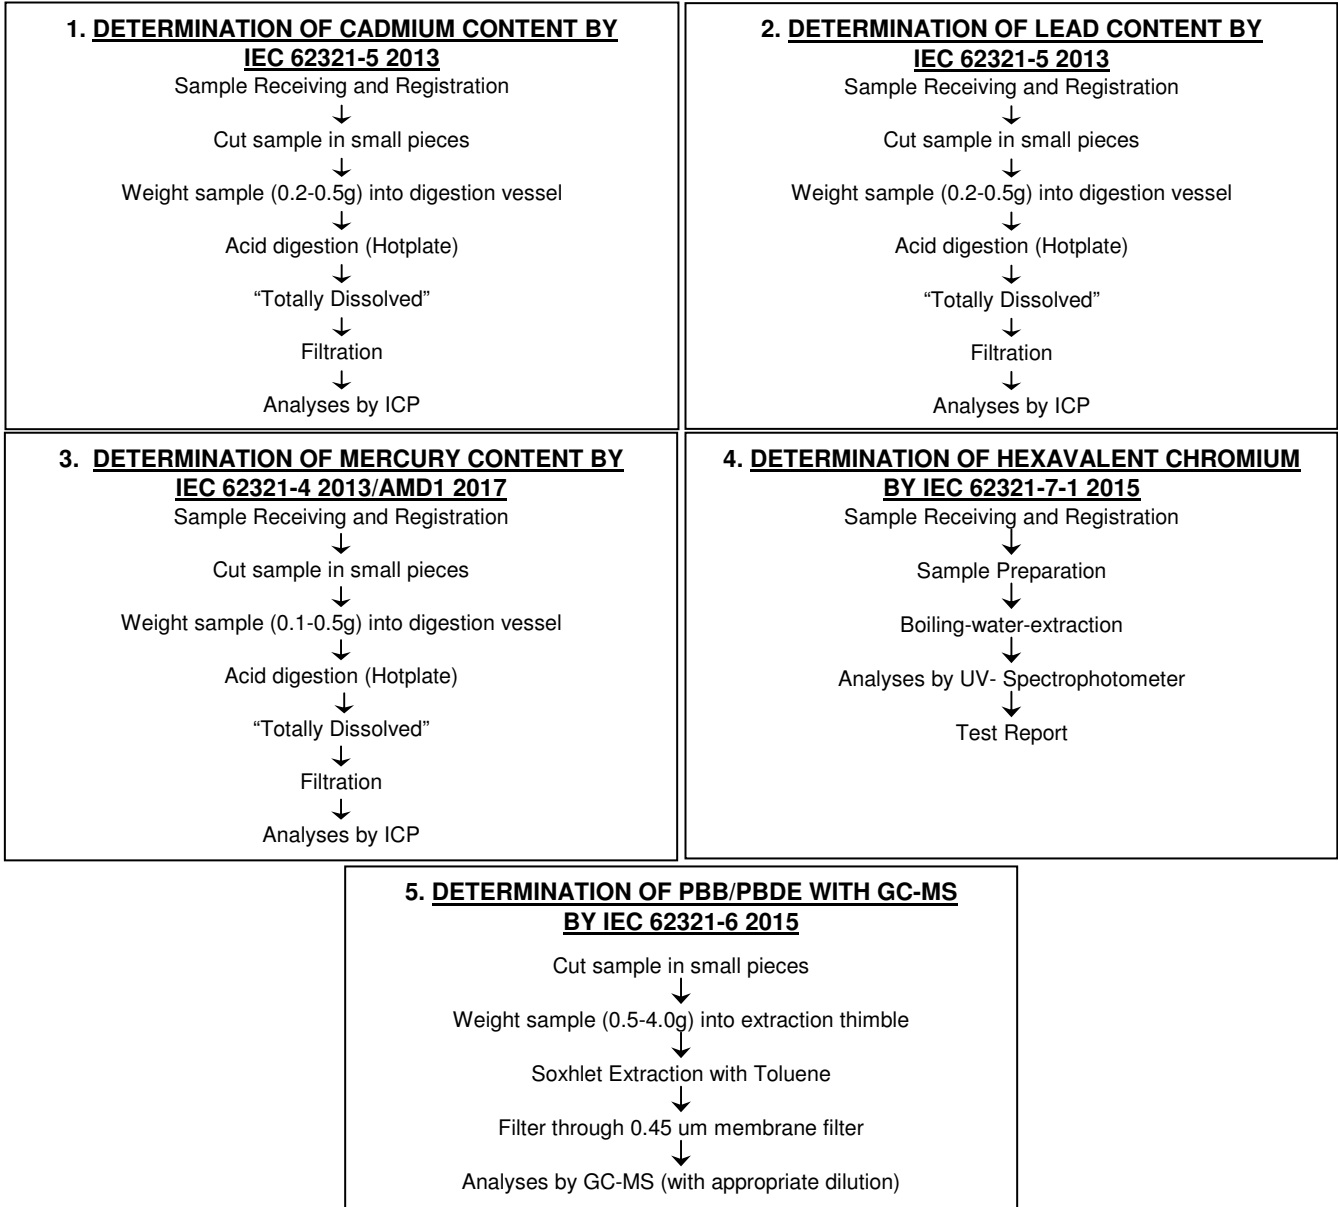 1. DETERMINATION OF CADMIUM CONTENT BY
IEC 62321-5 2013
Sample Receiving and Registration
Cut sample in small pieces
Weight sample (0.2-0.5g) into digestion vessel
Acid digestion (Hotplate)
“Totally Dissolved”
Filtration
Analyses by ICP
2. DETERMINATION OF LEAD CONTENT BY
IEC 62321-5 2013
Sample Receiving and Registration
Cut sample in small pieces
Weight sample (0.2-0.5g) into digestion vessel
Acid digestion (Hotplate)
“Totally Dissolved”
Filtration
Analyses by ICP
3. DETERMINATION OF MERCURY CONTENT BY
IEC 62321-4 2013/AMD1 2017
Sample Receiving and Registration
Cut sample in small pieces
Weight sample (0.1-0.5g) into digestion vessel
Acid digestion (Hotplate)
“Totally Dissolved”
Filtration
Analyses by ICP
4. DETERMINATION OF HEXAVALENT CHROMIUM
BY IEC 62321-7-1 2015
Sample Receiving and Registration
Sample Preparation
Boiling-water-extraction
Analyses by UV- Spectrophotometer
Test Report
5. DETERMINATION OF PBB/PBDE WITH GC-MS
BY IEC 62321-6 2015
Cut sample in small pieces
Weight sample (0.5-4.0g) into extraction thimble
Soxhlet Extraction with Toluene
Filter through 0.45 um membrane filter
Analyses by GC-MS (with appropriate dilution)